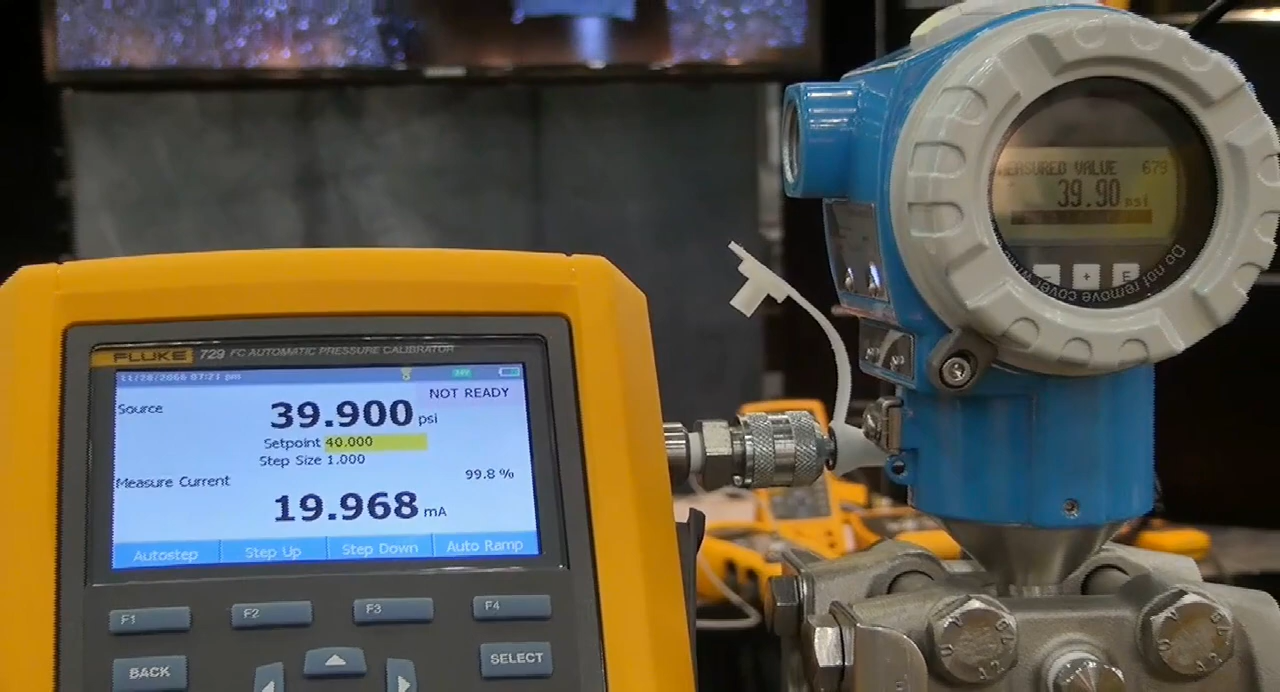 FLUKE 729 FC AUTOMATIC PRESSURE CALIBRATOR
11/28/2066 07:21 pm
NOT READY
Source
39.900 psi
Setpoint 40.000
Step Size 1.000
99.8 %
Measure Current
19.968 mA
Autostep Step Up Step Down Auto Ramp
F1 F2 F3 F4
BACK SELECT
MEASURED VALUE 679
39.90 psi
- + E
Do not remove cover